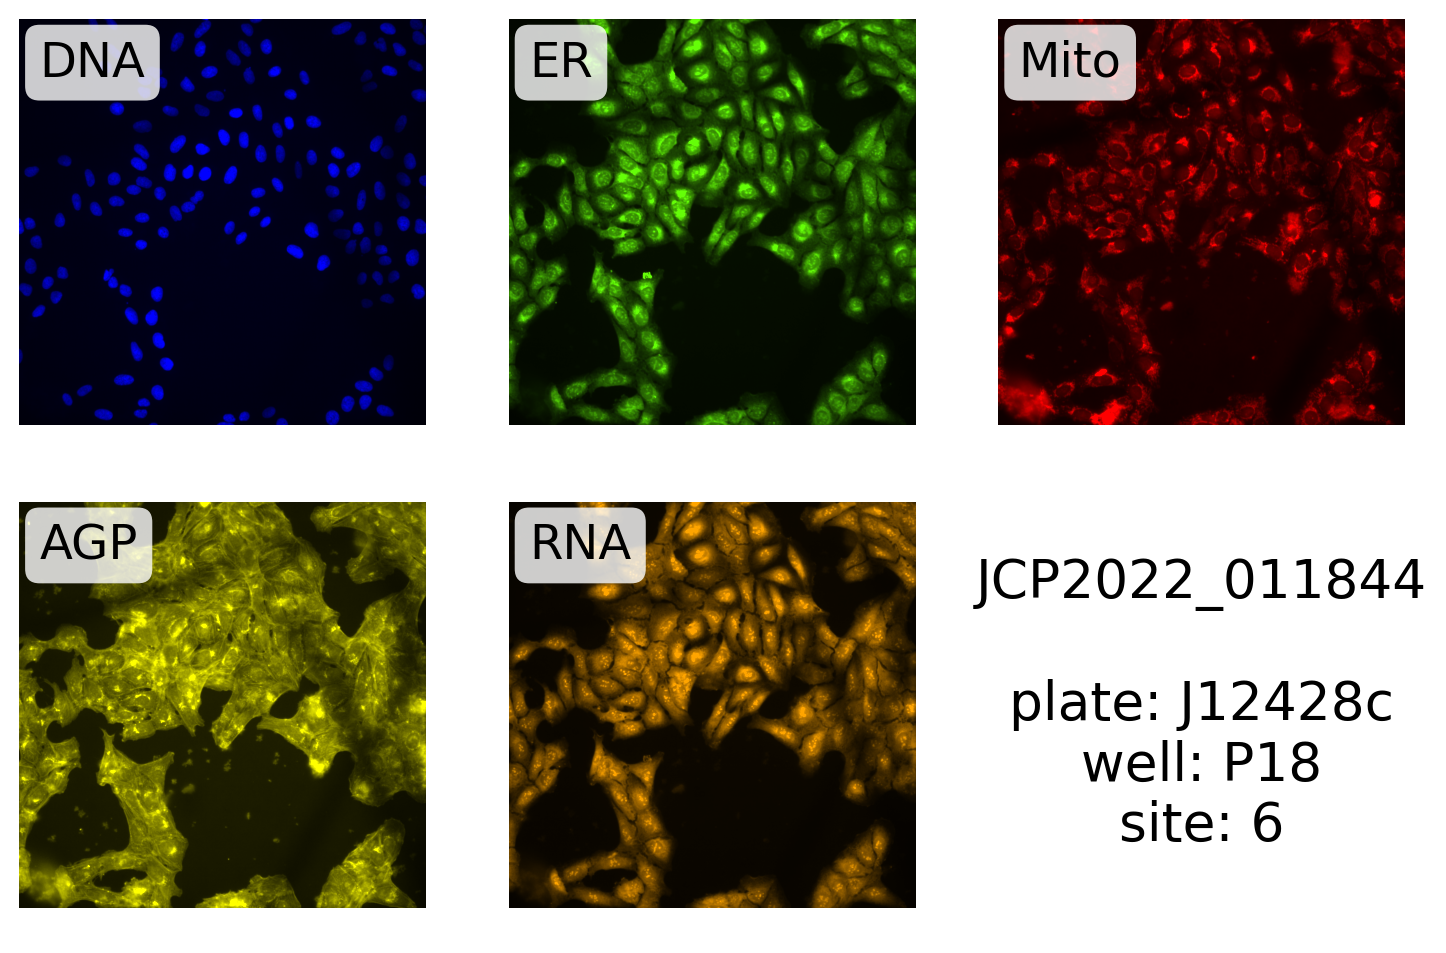 DNA
ER
Mito
AGP
RNA
JCP2022_011844
plate: J12428c
well: P18
site: 6